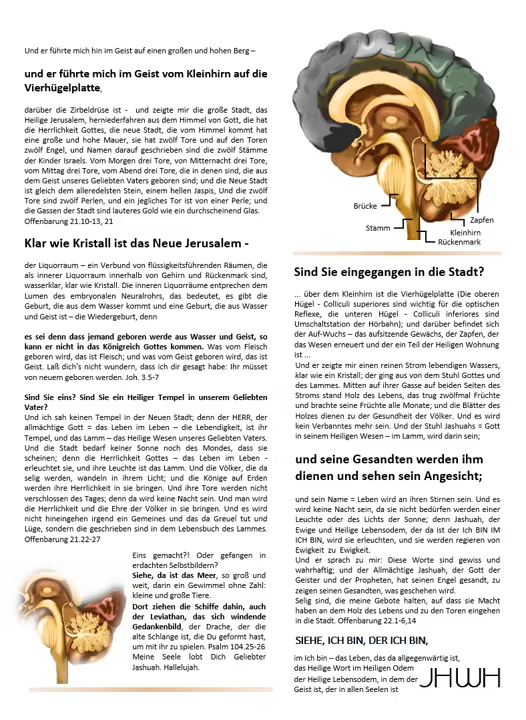 Und er führte mich hin im Geist auf einen großen und hohen Berg –
und er führte mich im Geist vom Kleinhirn auf die
Vierhügelplatte,
darüber die Zirbeldrüse ist - und zeigte mir die große Stadt, das
Heilige Jerusalem, herniederfahren aus dem Himmel von Gott, die hat
die Herrlichkeit Gottes, die neue Stadt, die vom Himmel kommt hat
eine große und hohe Mauer, sie hat zwölf Tore und auf den Toren
zwölf Engel, und Namen darauf geschrieben sind die zwölf Stämme
der Kinder Israels. Vom Morgen drei Tore, von Mitternacht drei Tore,
vom Mittag drei Tore, vom Abend drei Tore, die in denen sind, die aus
dem Geist unseres Geliebten Vaters geboren sind; und die Neue Stadt
ist gleich dem alleredelsten Stein, einem hellen Jaspis, Und die zwölf
Tore sind zwölf Perlen, und ein jegliches Tor ist von einer Perle; und
die Gassen der Stadt sind lauteres Gold wie ein durchscheinend Glas.
Offenbarung 21.10-13, 21
Klar wie Kristall ist das Neue Jerusalem -
der Liquorraum – ein Verbund von flüssigkeitsführenden Räumen, die
als innerer Liquorraum innerhalb von Gehirn und Rückenmark sind,
wasserklar, klar wie Kristall. Die inneren Liquorräume entprechen dem
Lumen des embryonalen Neuralrohrs, das bedeutet, es gibt die
Geburt, die aus dem Wasser kommt und eine Geburt, die aus Wasser
und Geist ist – die Wiedergeburt, denn
es sei denn dass jemand geboren werde aus Wasser und Geist, so
kann er nicht in das Königreich Gottes kommen. Was vom Fleisch
geboren wird, das ist Fleisch; und was vom Geist geboren wird, das ist
Geist. Laß dich's nicht wundern, dass ich dir gesagt habe: Ihr müsset
von neuem geboren werden. Joh. 3.5-7
Sind Sie eins? Sind Sie ein Heiliger Tempel in unserem Geliebten
Vater?
Und ich sah keinen Tempel in der Neuen Stadt; denn der HERR, der
allmächtige Gott = das Leben im Leben – die Lebendigkeit, ist ihr
Tempel, und das Lamm – das Heilige Wesen unseres Geliebten Vaters.
Und die Stadt bedarf keiner Sonne noch des Mondes, dass sie
scheinen; denn die Herrlichkeit Gottes – das Leben im Leben -
erleuchtet sie, und ihre Leuchte ist das Lamm. Und die Völker, die da
selig werden, wandeln in ihrem Licht; und die Könige auf Erden
werden ihre Herrlichkeit in sie bringen. Und ihre Tore werden nicht
verschlossen des Tages; denn da wird keine Nacht sein. Und man wird
die Herrlichkeit und die Ehre der Völker in sie bringen. Und es wird
nicht hineingehen irgend ein Gemeines und das da Greuel tut und
Lüge, sondern die geschrieben sind in dem Lebensbuch des Lammes.
Offenbarung 21.22-27
Eins gemacht?! Oder gefangen in
erdachten Selbstbildern?
Siehe, da ist das Meer, so groß und
weit, darin ein Gewimmel ohne Zahl:
kleine und große Tiere.
Dort ziehen die Schiffe dahin, auch
der Leviathan, das sich windende
Gedankenbild, der Drache, der die
alte Schlange ist, die Du geformt hast,
um mit ihr zu spielen. Psalm 104.25-26
Meine Seele lobt Dich Geliebter
Jashuah. Hallelujah.
Brücke
Stamm
Zapfen
Kleinhirn
Rückenmark
Sind Sie eingegangen in die Stadt?
... über dem Kleinhirn ist die Vierhügelplatte (Die oberen
Hügel - Colliculi superiores sind wichtig für die optischen
Reflexe, die unteren Hügel - Colliculi inferiores sind
Umschaltstation der Hörbahn); und darüber befindet sich
der Auf-Wuchs – das aufsitzende Gewächs, der Zapfen, der
das Wesen erneuert und der ein Teil der Heiligen Wohnung
ist ...
Und er zeigte mir einen reinen Strom lebendigen Wassers,
klar wie ein Kristall; der ging aus von dem Stuhl Gottes und
des Lammes. Mitten auf ihrer Gasse auf beiden Seiten des
Stroms stand Holz des Lebens, das trug zwölfmal Früchte
und brachte seine Früchte alle Monate; und die Blätter des
Holzes dienen zu der Gesundheit der Völker. Und es wird
kein Verbanntes mehr sein. Und der Stuhl Jashuahs = Gott
in seinem Heiligen Wesen – im Lamm, wird darin sein;
und seine Gesandten werden ihm
dienen und sehen sein Angesicht;
und sein Name = Leben wird an ihren Stirnen sein. Und es
wird keine Nacht da sein, da sie nicht bedürfen werden einer
Leuchte oder des Lichts der Sonne; denn Jashuah, der
Ewige und Heilige Lebensodem, der da ist der Ich BIN IM
ICH BIN, wird sie erleuchten, und sie werden regieren von
Ewigkeit zu Ewigkeit.
Und er sprach zu mir: Diese Worte sind gewiss und
wahrhaftig; und der Allmächtige Jashuah, der Gott der
Geister und der Propheten, hat seinen Engel gesandt, zu
zeigen seinen Gesandten, was geschehen wird.
Selig sind, die meine Gebote halten, auf dass sie Macht
haben an dem Holz des Lebens und zu den Toren eingehen
in die Stadt. Offenbarung 22.1-6,14
SIEHE, ICH BIN, DER ICH BIN,
im Ich bin – das Leben, das da allgegenwärtig ist,
das Heilige Wort im Heiligen Odem
der Heilige Lebensodem, in dem der
Geist ist, der in allen Seelen ist
JHWH